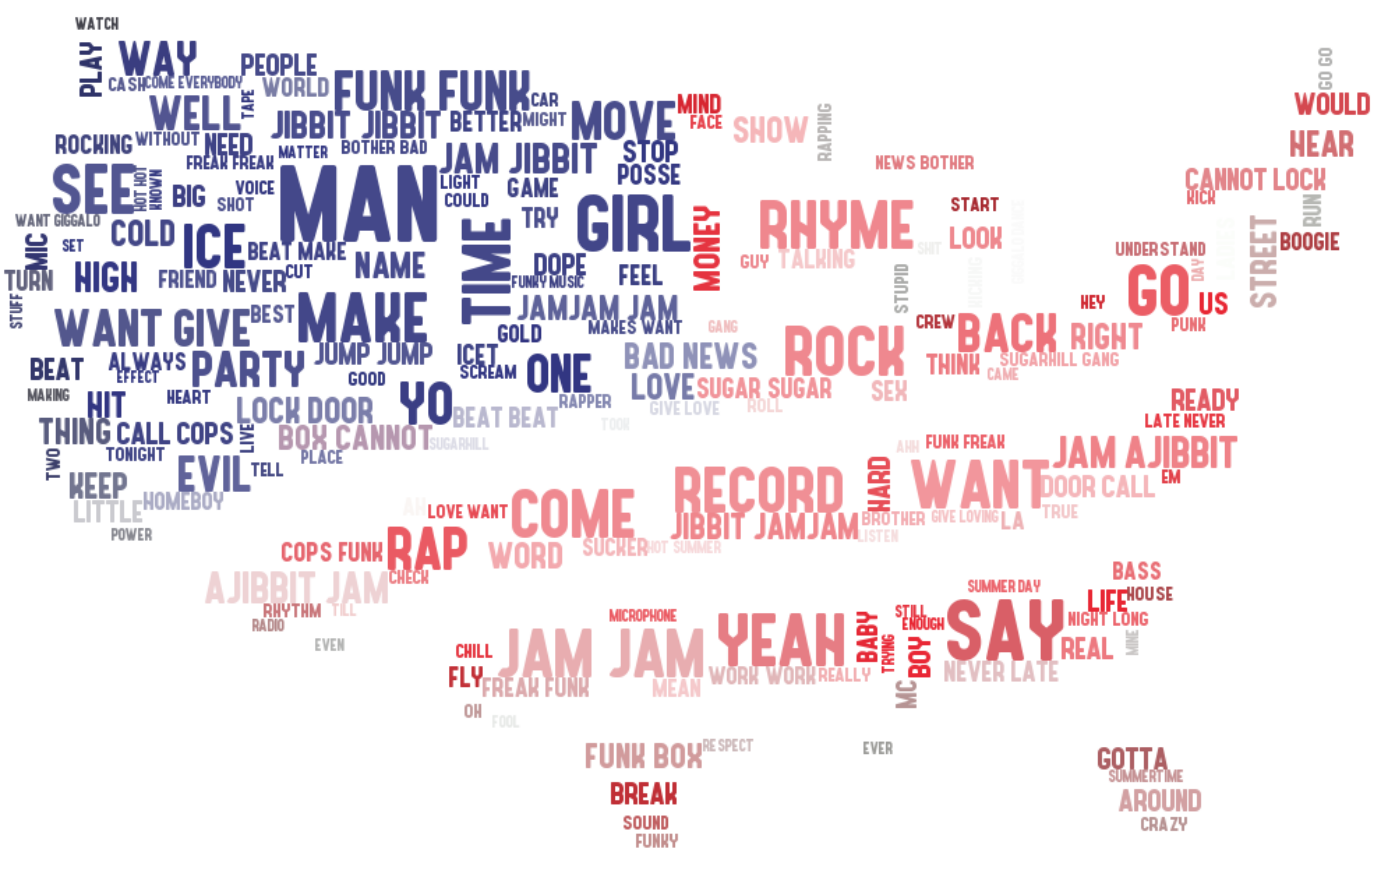 WATCH
PLAY
WAY
CASH
COME EVERYBODY
PEOPLE
WORLD
TAPE
WELL
FUNK FUNK
CAR
MIGHT
BETTER
JIBBIT JIBBIT
MOVE
MIND
FACE
SHOW
RAPPING
GO GO
WOULD
HEAR
ROCKING
WITHOUT
NEED
FREAK FREAK
MATTER
BOTHER BAD
JAM JIBBIT
STOP
POSSE
NEWS BOTHER
CANNOT LOCK
KICK
RUN
SEE
HOT HOT
KNOWN
BIG
VOICE
SHOT
MAN
LIGHT
COULD
GAME
TRY
GIRL
MONEY
RHYME
START
LOOK
SHIT
GUY
TALKING
STREET
BOOGIE
UNDERSTAND
DAY
WANT GIGGALO
MIC
SET
COLD
ICE
BEAT MAKE
NAME
TIME
DOPE
FUNKY MUSIC
FEEL
STUPID
KICKING
TURN
HIGH
FRIEND
NEVER
CUT
STUFF
WANT GIVE
BEST
MAKE
JAMJAM JAM
GOLD
MAKES WANT
GANG
HEY
GO
US
PUNK
CREW
BACK
RIGHT
SUGARHILL GANG
CAME
THINK
ROCK
SEX
BEAT
ALWAYS
EFFECT
PARTY
JUMP JUMP
GOOD
ICET
SCREAM
ONE
BAD NEWS
LOVE
SUGAR SUGAR
ROLL
GIVE LOVE
RAPPER
MAKING
HIT
HEART
LOCK DOOR
YO
BEAT BEAT
TOOK
READY
LATE NEVER
THING
CALL COPS
LIVE
BOX CANNOT
SUGARHILL
PLACE
TWO
TONIGHT
EVIL
TELL
AHH
FUNK FREAK
JAM AJIBBIT
EM
KEEP
LITTLE
HOMEBOY
POWER
AH
LOVE WANT
COME
RECORD
HARD
WANT
DOOR CALL
TRUE
JIBBIT JAMJAM
BROTHER
GIVE LOVING
LA
LISTEN
COPS FUNK
RAP
WORD
SUCKER
HOT SUMMER
CHECK
AJIBBIT JAM
RHYTHM
TILL
RADIO
EVEN
MICROPHONE
SUMMER DAY
BASS
LIFE
HOUSE
NIGHT LONG
MINE
CHILL
JAM JAM
YEAH
BABY
TRYING
STILL
ENOUGH
BOY
SAY
REAL
FLY
FREAK FUNK
MEAN
WORK WORK
REALLY
MC
NEVER LATE
OH
FOOL
FUNK BOX
RESPECT
EVER
GOTTA
SUMMERTIME
BREAK
AROUND
SOUND
CRAZY
FUNKY